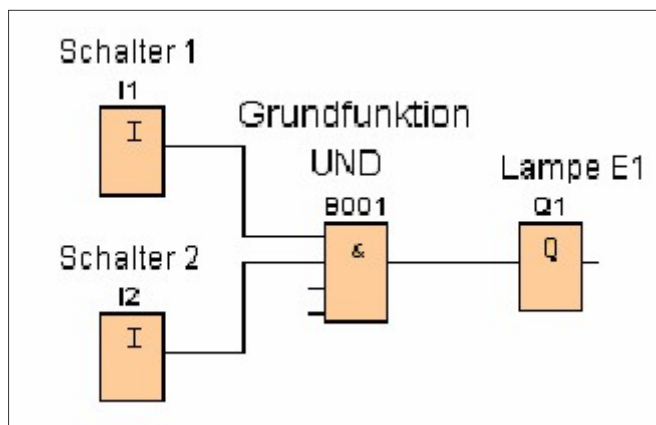 Schalter 1
I1
I
Grundfunktion
UND
B001
&
Lampe E1
Q1
Q
Schalter 2
I2
I